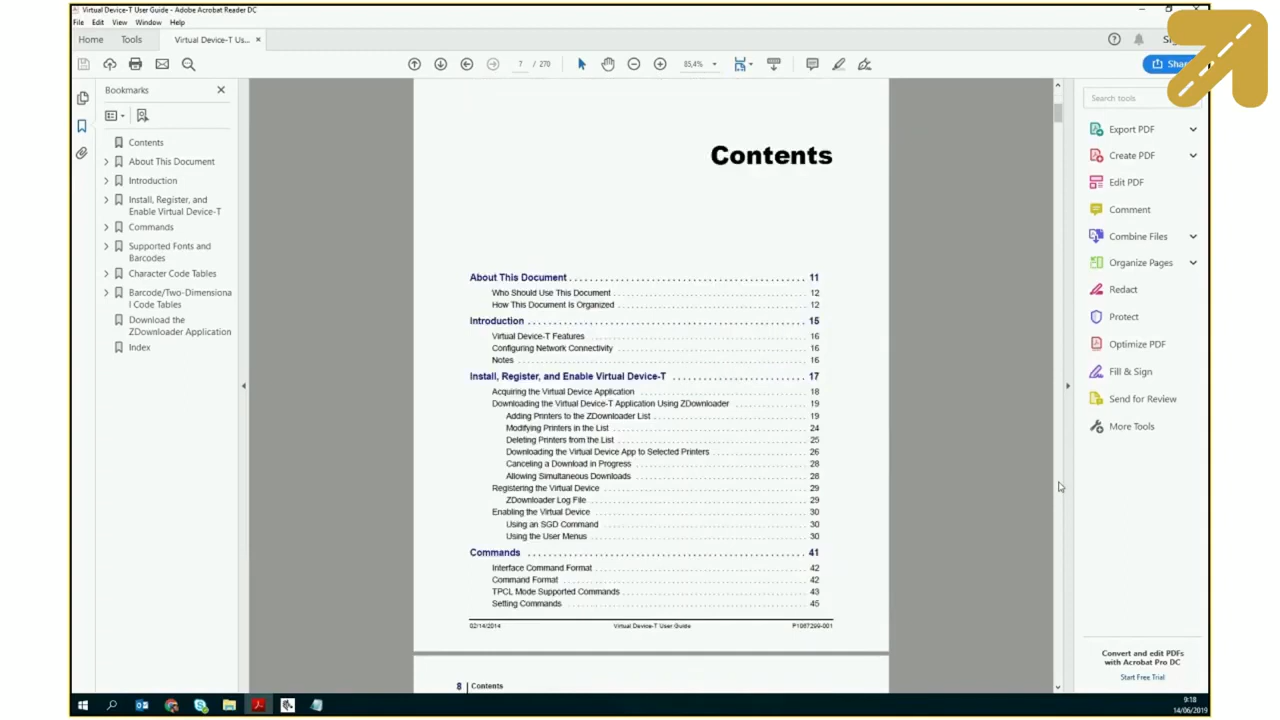 Virtual Device-T User Guide - Adobe Acrobat Reader DC
File Edit View Window Help
Home Tools Virtual Device-T Us... ×
7 / 270 85,4%
Share
Bookmarks
Contents
About This Document
Introduction
Install, Register, and
Enable Virtual Device-T
Commands
Supported Fonts and
Barcodes
Character Code Tables
Barcode/Two-Dimensiona
l Code Tables
Download the
ZDownloader Application
Index
Contents
About This Document . . . . . . . . . . . . . . . . . . . . 11
Who Should Use This Document . . . . . . . . . . . . . . . . . . . . 12
How This Document Is Organized . . . . . . . . . . . . . . . . . . . . 12
Introduction . . . . . . . . . . . . . . . . . . . . 15
Virtual Device-T Features . . . . . . . . . . . . . . . . . . . . 16
Configuring Network Connectivity . . . . . . . . . . . . . . . . . . . . 16
Notes . . . . . . . . . . . . . . . . . . . . 16
Install, Register, and Enable Virtual Device-T . . . . . . . . . . . . . . . . . . . . 17
Acquiring the Virtual Device Application . . . . . . . . . . . . . . . . . . . . 18
Downloading the Virtual Device-T Application Using ZDownloader . . . . . . . . . . 19
Adding Printers to the ZDownloader List . . . . . . . . . . . . . . . . . . . . 19
Modifying Printers in the List . . . . . . . . . . . . . . . . . . . . 24
Deleting Printers from the List . . . . . . . . . . . . . . . . . . . . 25
Downloading the Virtual Device App to Selected Printers . . . . . . . . . . . . . . 26
Canceling a Download in Progress . . . . . . . . . . . . . . . . . . . . 28
Allowing Simultaneous Downloads . . . . . . . . . . . . . . . . . . . . 28
Registering the Virtual Device . . . . . . . . . . . . . . . . . . . . 29
ZDownloader Log File . . . . . . . . . . . . . . . . . . . . 29
Enabling the Virtual Device . . . . . . . . . . . . . . . . . . . . 30
Using an SGD Command . . . . . . . . . . . . . . . . . . . . 30
Using the User Menus . . . . . . . . . . . . . . . . . . . . 30
Commands . . . . . . . . . . . . . . . . . . . . 41
Interface Command Format . . . . . . . . . . . . . . . . . . . . 42
Command Format . . . . . . . . . . . . . . . . . . . . 42
TPCL Mode Supported Commands . . . . . . . . . . . . . . . . . . . . 43
Setting Commands . . . . . . . . . . . . . . . . . . . . 45
02/14/2014 Virtual Device-T User Guide P1067299-001
8 Contents
Search tools
Export PDF
Create PDF
Edit PDF
Comment
Combine Files
Organize Pages
Redact
Protect
Optimize PDF
Fill & Sign
Send for Review
More Tools
Convert and edit PDFs
with Acrobat Pro DC
Start Free Trial
9:18
14/06/2019